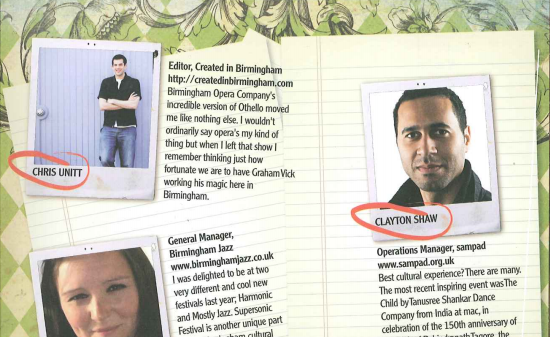 Editor, Created in Birmingham
http://createdinbirmingham.com
Birmingham Opera Company's
incredible version of Othello moved
me like nothing else. I wouldn't
ordinarily say opera's my kind of
thing but when I left that show I
remember thinking just how
fortunate we are to have Graham Vick
working his magic here in
Birmingham.
CHRIS UNITT
General Manager,
Birmingham Jazz
www.birminghamjazz.co.uk
I was delighted to be at two
very different and cool new
festivals last year; Harmonic
and Mostly Jazz. Supersonic
Festival is another unique part
cultural
CLAYTON SHAW
Operations Manager, sampad
www.sampad.org.uk
Best cultural experience? There are many.
The most recent inspiring event was The
Child by Tanusree Shankar Dance
Company from India at mac, in
celebration of the 150th anniversary of
Tagore, the